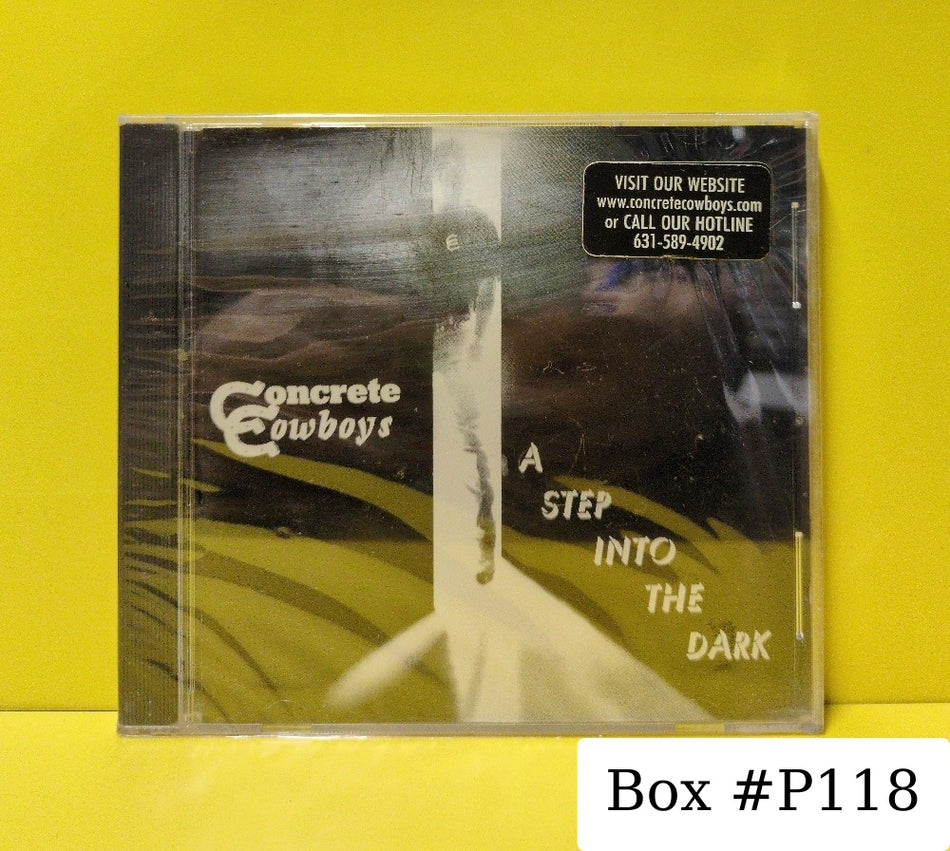 VISIT OUR WEBSITE
www.concretecowboys.com
or CALL OUR HOTLINE
631-589-4902
Concrete
Cowboys
A
STEP
INTO
THE
DARK
Box #P118